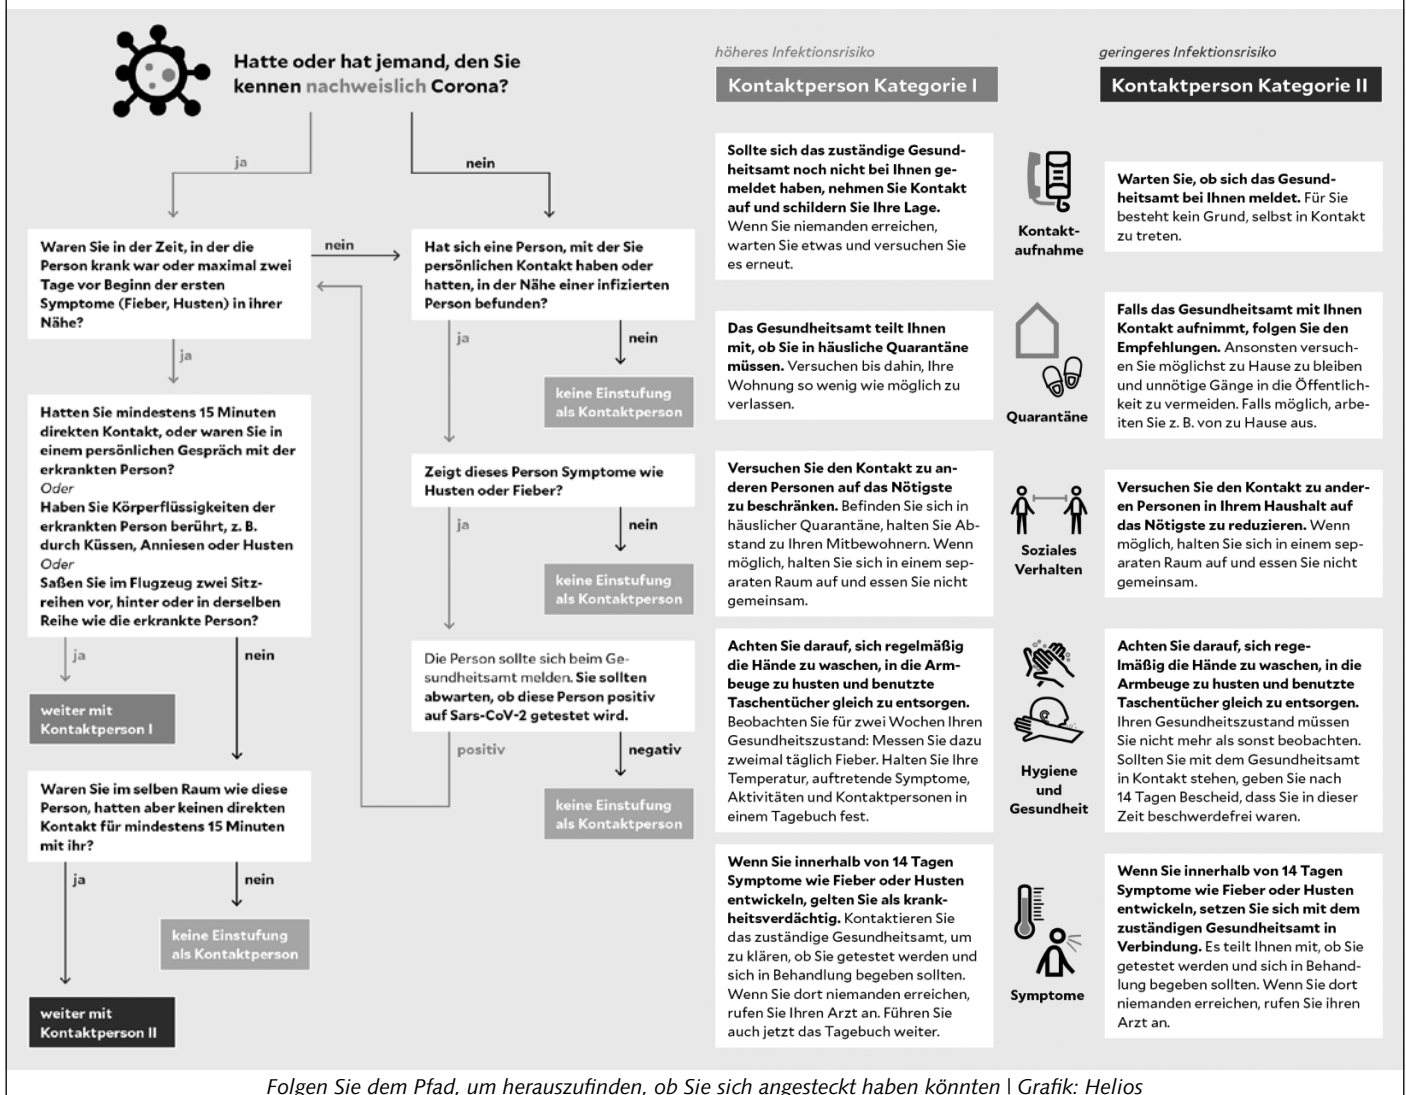 Hatte oder hat jemand, den Sie
kennen nachweislich Corona?
ja
nein
Waren Sie in der Zeit, in der die
Person krank war oder maximal zwei
Tage vor Beginn der ersten
Symptome (Fieber, Husten) in ihrer
Nähe?
nein
ja
Hatten Sie mindestens 15 Minuten
direkten Kontakt, oder waren Sie in
einem persönlichen Gespräch mit der
erkrankten Person?
Oder
Haben Sie Körperflüssigkeiten der
erkrankten Person berührt, z. B.
durch Küssen, Anniesen oder Husten
Oder
Saßen Sie im Flugzeug zwei Sitz-
reihen vor, hinter oder in derselben
Reihe wie die erkrankte Person?
ja
nein
weiter mit
Kontaktperson I
Waren Sie im selben Raum wie diese
Person, hatten aber keinen direkten
Kontakt für mindestens 15 Minuten
mit ihr?
ja
nein
keine Einstufung
als Kontaktperson
weiter mit
Kontaktperson II
Hat sich eine Person, mit der Sie
persönlichen Kontakt haben oder
hatten, in der Nähe einer infizierten
Person befunden?
ja
nein
keine Einstufung
als Kontaktperson
Zeigt dieses Person Symptome wie
Husten oder Fieber?
ja
nein
keine Einstufung
als Kontaktperson
Die Person sollte sich beim Ge-
sundheitsamt melden. Sie sollten
abwarten, ob diese Person positiv
auf Sars-CoV-2 getestet wird.
positiv
negativ
keine Einstufung
als Kontaktperson
höheres Infektionsrisiko
Kontaktperson Kategorie I
Sollte sich das zuständige Gesund-
heitsamt noch nicht bei Ihnen ge-
meldet haben, nehmen Sie Kontakt
auf und schildern Sie Ihre Lage.
Wenn Sie niemanden erreichen,
warten Sie etwas und versuchen Sie
es erneut.
Das Gesundheitsamt teilt Ihnen
mit, ob Sie in häusliche Quarantäne
müssen. Versuchen bis dahin, Ihre
Wohnung so wenig wie möglich zu
verlassen.
Versuchen Sie den Kontakt zu an-
deren Personen auf das Nötigste
zu beschränken. Befinden Sie sich in
häuslicher Quarantäne, halten Sie Ab-
stand zu Ihren Mitbewohnern. Wenn
möglich, halten Sie sich in einem sep-
araten Raum auf und essen Sie nicht
gemeinsam.
Achten Sie darauf, sich regelmäßig
die Hände zu waschen, in die Arm-
beuge zu husten und benutzte
Taschentücher gleich zu entsorgen.
Beobachten Sie für zwei Wochen Ihren
Gesundheitszustand: Messen Sie dazu
zweimal täglich Fieber. Halten Sie Ihre
Temperatur, auftretende Symptome,
Aktivitäten und Kontaktpersonen in
einem Tagebuch fest.
Wenn Sie innerhalb von 14 Tagen
Symptome wie Fieber oder Husten
entwickeln, gelten Sie als krank-
heitsverdächtig. Kontaktieren Sie
das zuständige Gesundheitsamt, um
zu klären, ob Sie getestet werden und
sich in Behandlung begeben sollten.
Wenn Sie dort niemanden erreichen,
rufen Sie Ihren Arzt an. Führen Sie
auch jetzt das Tagebuch weiter.
Kontakt-
aufnahme
Quarantäne
Soziales
Verhalten
Hygiene
und
Gesundheit
Symptome
geringeres Infektionsrisiko
Kontaktperson Kategorie II
Warten Sie, ob sich das Gesund-
heitsamt bei Ihnen meldet. Für Sie
besteht kein Grund, selbst in Kontakt
zu treten.
Falls das Gesundheitsamt mit Ihnen
Kontakt aufnimmt, folgen Sie den
Empfehlungen. Ansonsten versuch-
en Sie möglichst zu Hause zu bleiben
und unnötige Gänge in die Öffentlich-
keit zu vermeiden. Falls möglich, arbe-
iten Sie z. B. von zu Hause aus.
Versuchen Sie den Kontakt zu ander-
en Personen in Ihrem Haushalt auf
das Nötigste zu reduzieren. Wenn
möglich, halten Sie sich in einem sep-
araten Raum auf und essen Sie nicht
gemeinsam.
Achten Sie darauf, sich rege-
lmäßig die Hände zu waschen, in die
Armbeuge zu husten und benutzte
Taschentücher gleich zu entsorgen.
Ihren Gesundheitszustand müssen
Sie nicht mehr als sonst beobachten.
Sollten Sie mit dem Gesundheitsamt
in Kontakt stehen, geben Sie nach
14 Tagen Bescheid, dass Sie in dieser
Zeit beschwerdefrei waren.
Wenn Sie innerhalb von 14 Tagen
Symptome wie Fieber oder Husten
entwickeln, setzen Sie sich mit dem
zuständigen Gesundheitsamt in
Verbindung. Es teilt Ihnen mit, ob Sie
getestet werden und sich in Behand-
lung begeben sollten. Wenn Sie dort
niemanden erreichen, rufen Sie ihren
Arzt an.
Folgen Sie dem Pfad, um herauszufinden, ob Sie sich angesteckt haben könnten | Grafik: Helios